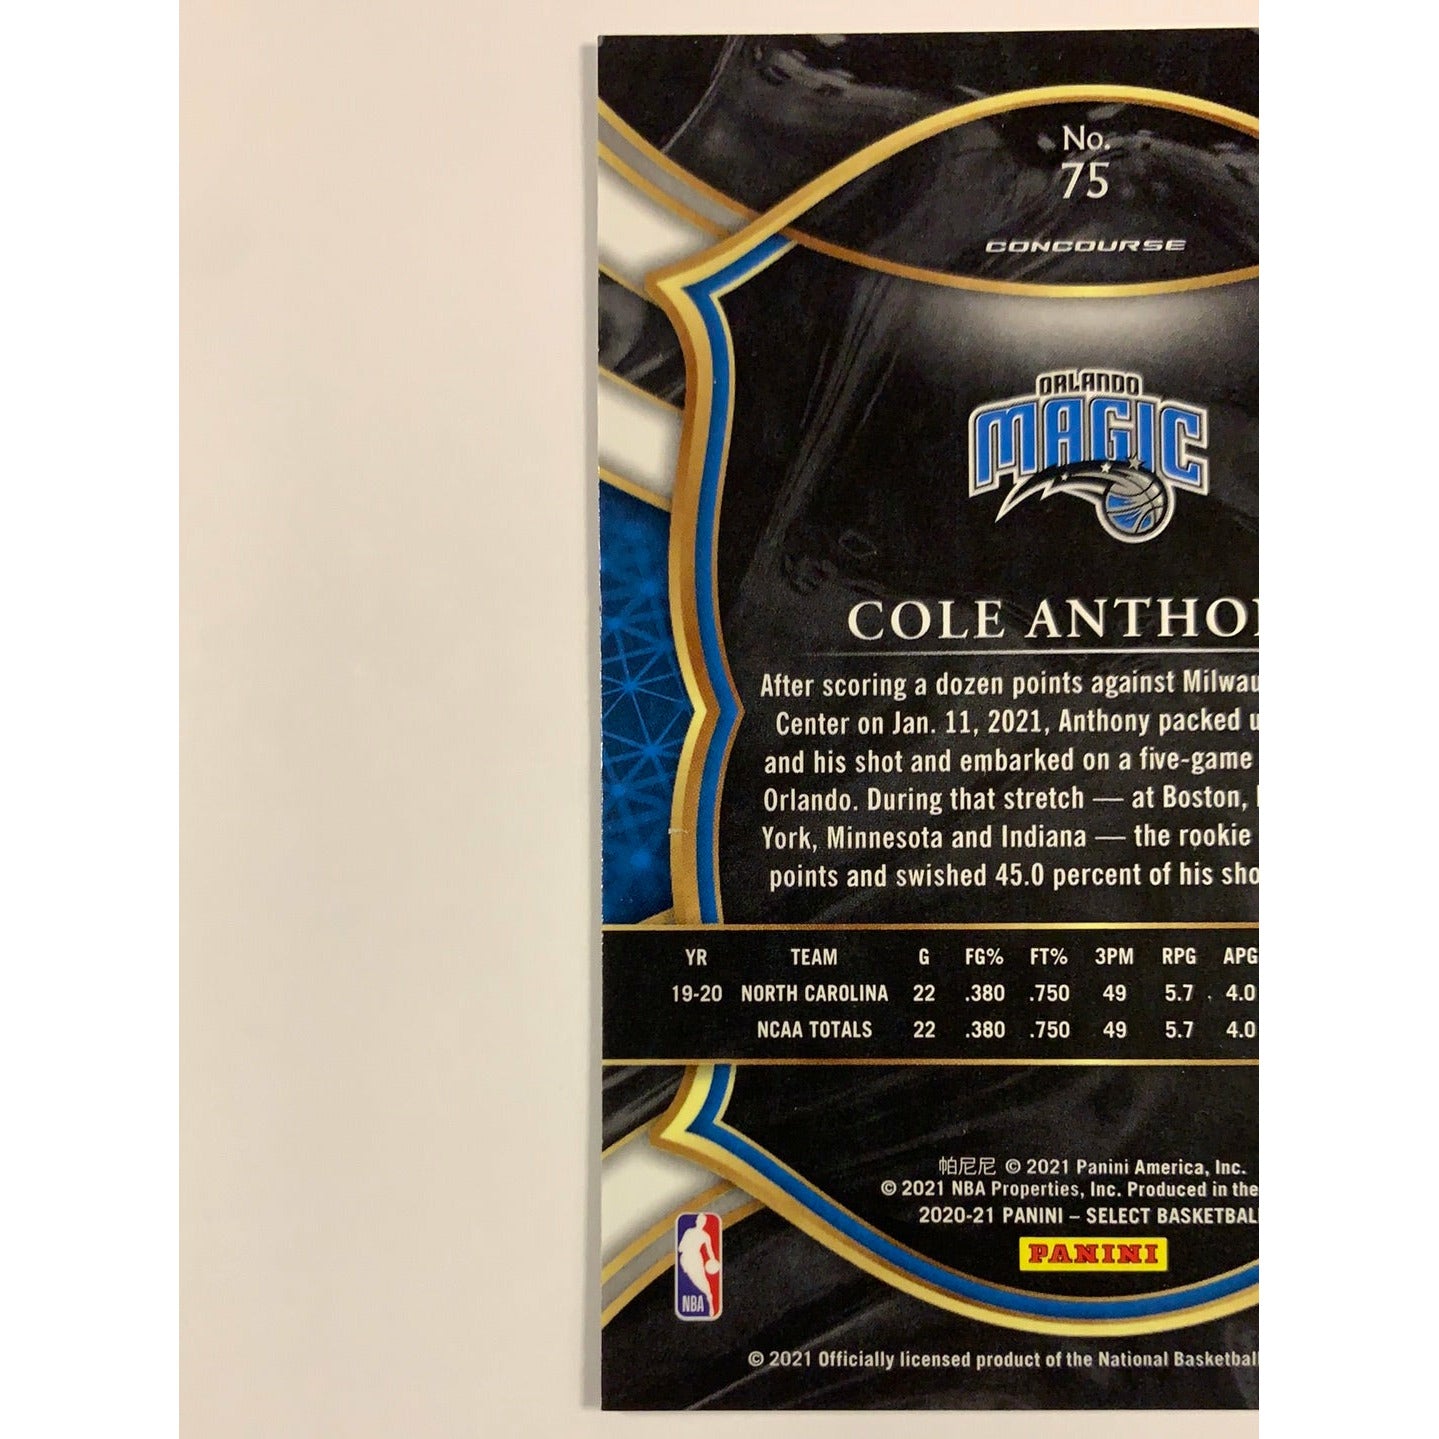 No.
75
CONCOURSE
ORLANDO
MAGIC
COLE ANTHO
After scoring a dozen points against Milwau
Center on Jan. 11, 2021, Anthony packed u
and his shot and embarked on a five-game
Orlando. During that stretch — at Boston,
York, Minnesota and Indiana — the rookie
points and swished 45.0 percent of his sho
YR TEAM G FG% FT% 3PM RPG APG
19-20 NORTH CAROLINA 22 .380 .750 49 5.7 4.0
NCAA TOTALS 22 .380 .750 49 5.7 4.0
帕尼尼 © 2021 Panini America, Inc.
© 2021 NBA Properties, Inc. Produced in the
2020-21 PANINI – SELECT BASKETBALL
PANINI
NBA
© 2021 Officially licensed product of the National Basketball